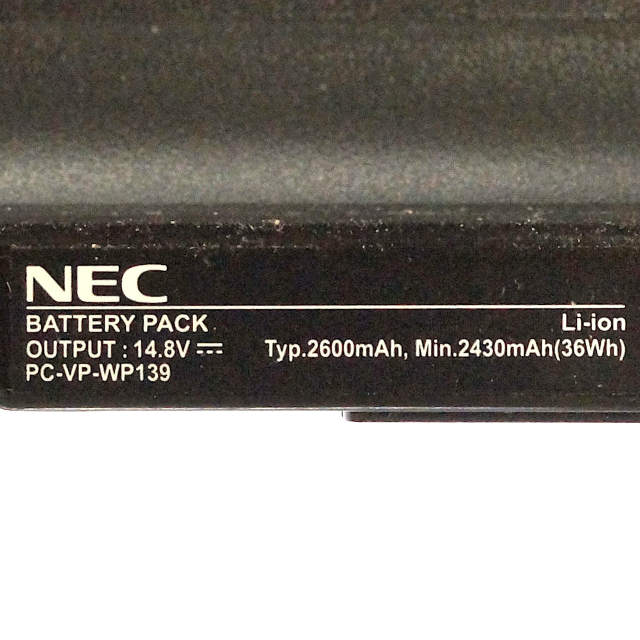 NEC
BATTERY PACK Li-ion
OUTPUT : 14.8V ⎓ Typ.2600mAh, Min.2430mAh(36Wh)
PC-VP-WP139